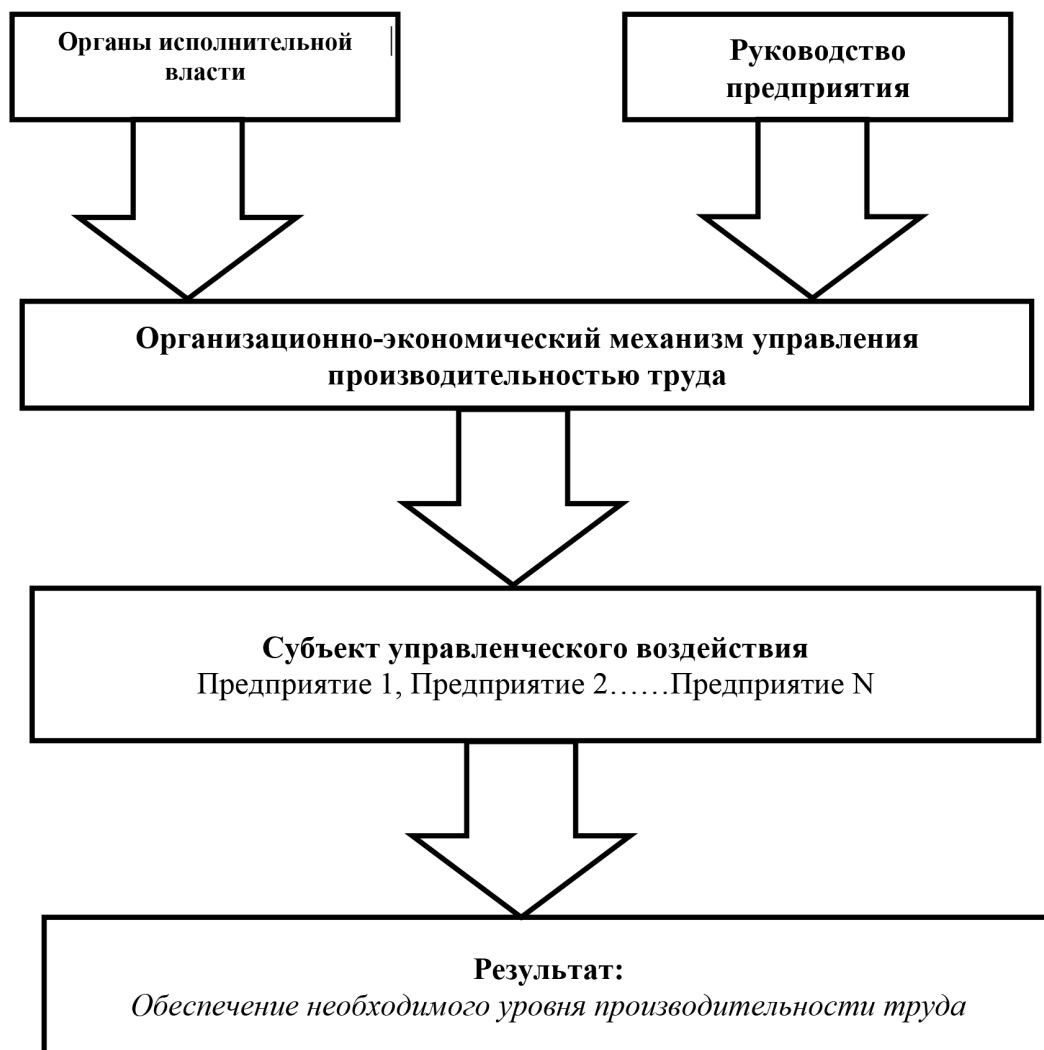 Органы исполнительной
власти
Руководство
предприятия
Организационно-экономический механизм управления
производительностью труда
Субъект управленческого воздействия
Предприятие 1, Предприятие 2……Предприятие N
Результат:
Обеспечение необходимого уровня производительности труда